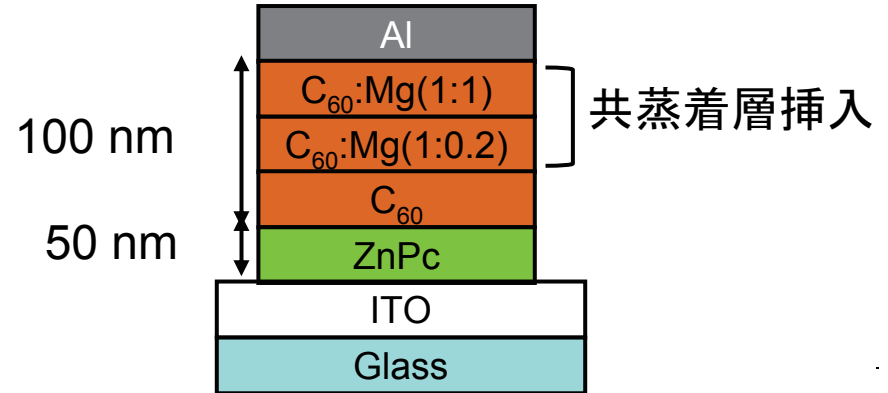 Al
C₆₀:Mg(1:1)
共蒸着層挿入
100 nm
C₆₀:Mg(1:0.2)
C₆₀
50 nm
ZnPc
ITO
Glass